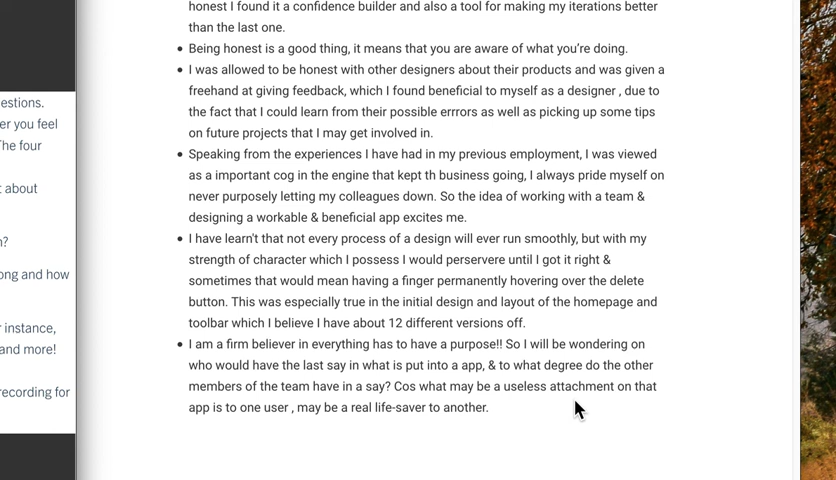 honest I found it a confidence builder and also a tool for making my iterations better
than the last one.
Being honest is a good thing, it means that you are aware of what you're doing.
I was allowed to be honest with other designers about their products and was given a
freehand at giving feedback, which I found beneficial to myself as a designer , due to
the fact that I could learn from their possible errrors as well as picking up some tips
on future projects that I may get involved in.
Speaking from the experiences I have had in my previous employment, I was viewed
as a important cog in the engine that kept th business going, I always pride myself on
never purposely letting my colleagues down. So the idea of working with a team &
designing a workable & beneficial app excites me.
I have learn't that not every process of a design will ever run smoothly, but with my
strength of character which I possess I would perservere until I got it right &
sometimes that would mean having a finger permanently hovering over the delete
button. This was especially true in the initial design and layout of the homepage and
toolbar which I believe I have about 12 different versions off.
I am a firm believer in everything has to have a purpose!! So I will be wondering on
who would have the last say in what is put into a app, & to what degree do the other
members of the team have in a say? Cos what may be a useless attachment on that
app is to one user , may be a real life-saver to another.
estions.
er you feel
The four
t about
n?
ong and how
r instance,
and more!
recording for